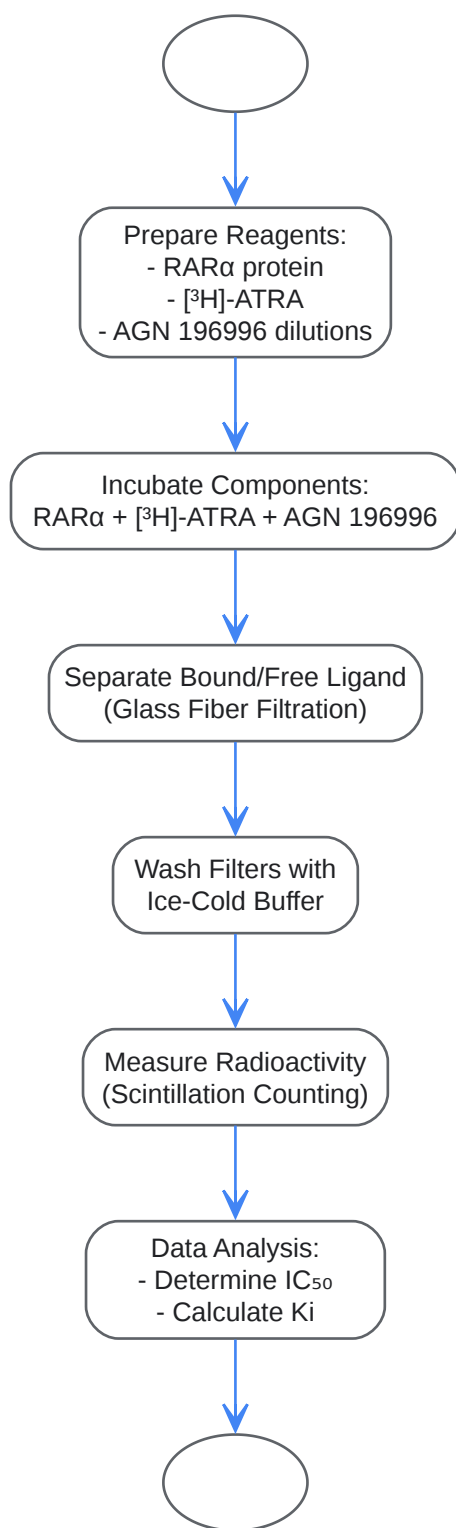 Prepare Reagents:
- RARα protein
- [³H]-ATRA
- AGN 196996 dilutions
Incubate Components:
RARα + [³H]-ATRA + AGN 196996
Separate Bound/Free Ligand
(Glass Fiber Filtration)
Wash Filters with
Ice-Cold Buffer
Measure Radioactivity
(Scintillation Counting)
Data Analysis:
- Determine IC₅₀
- Calculate Ki